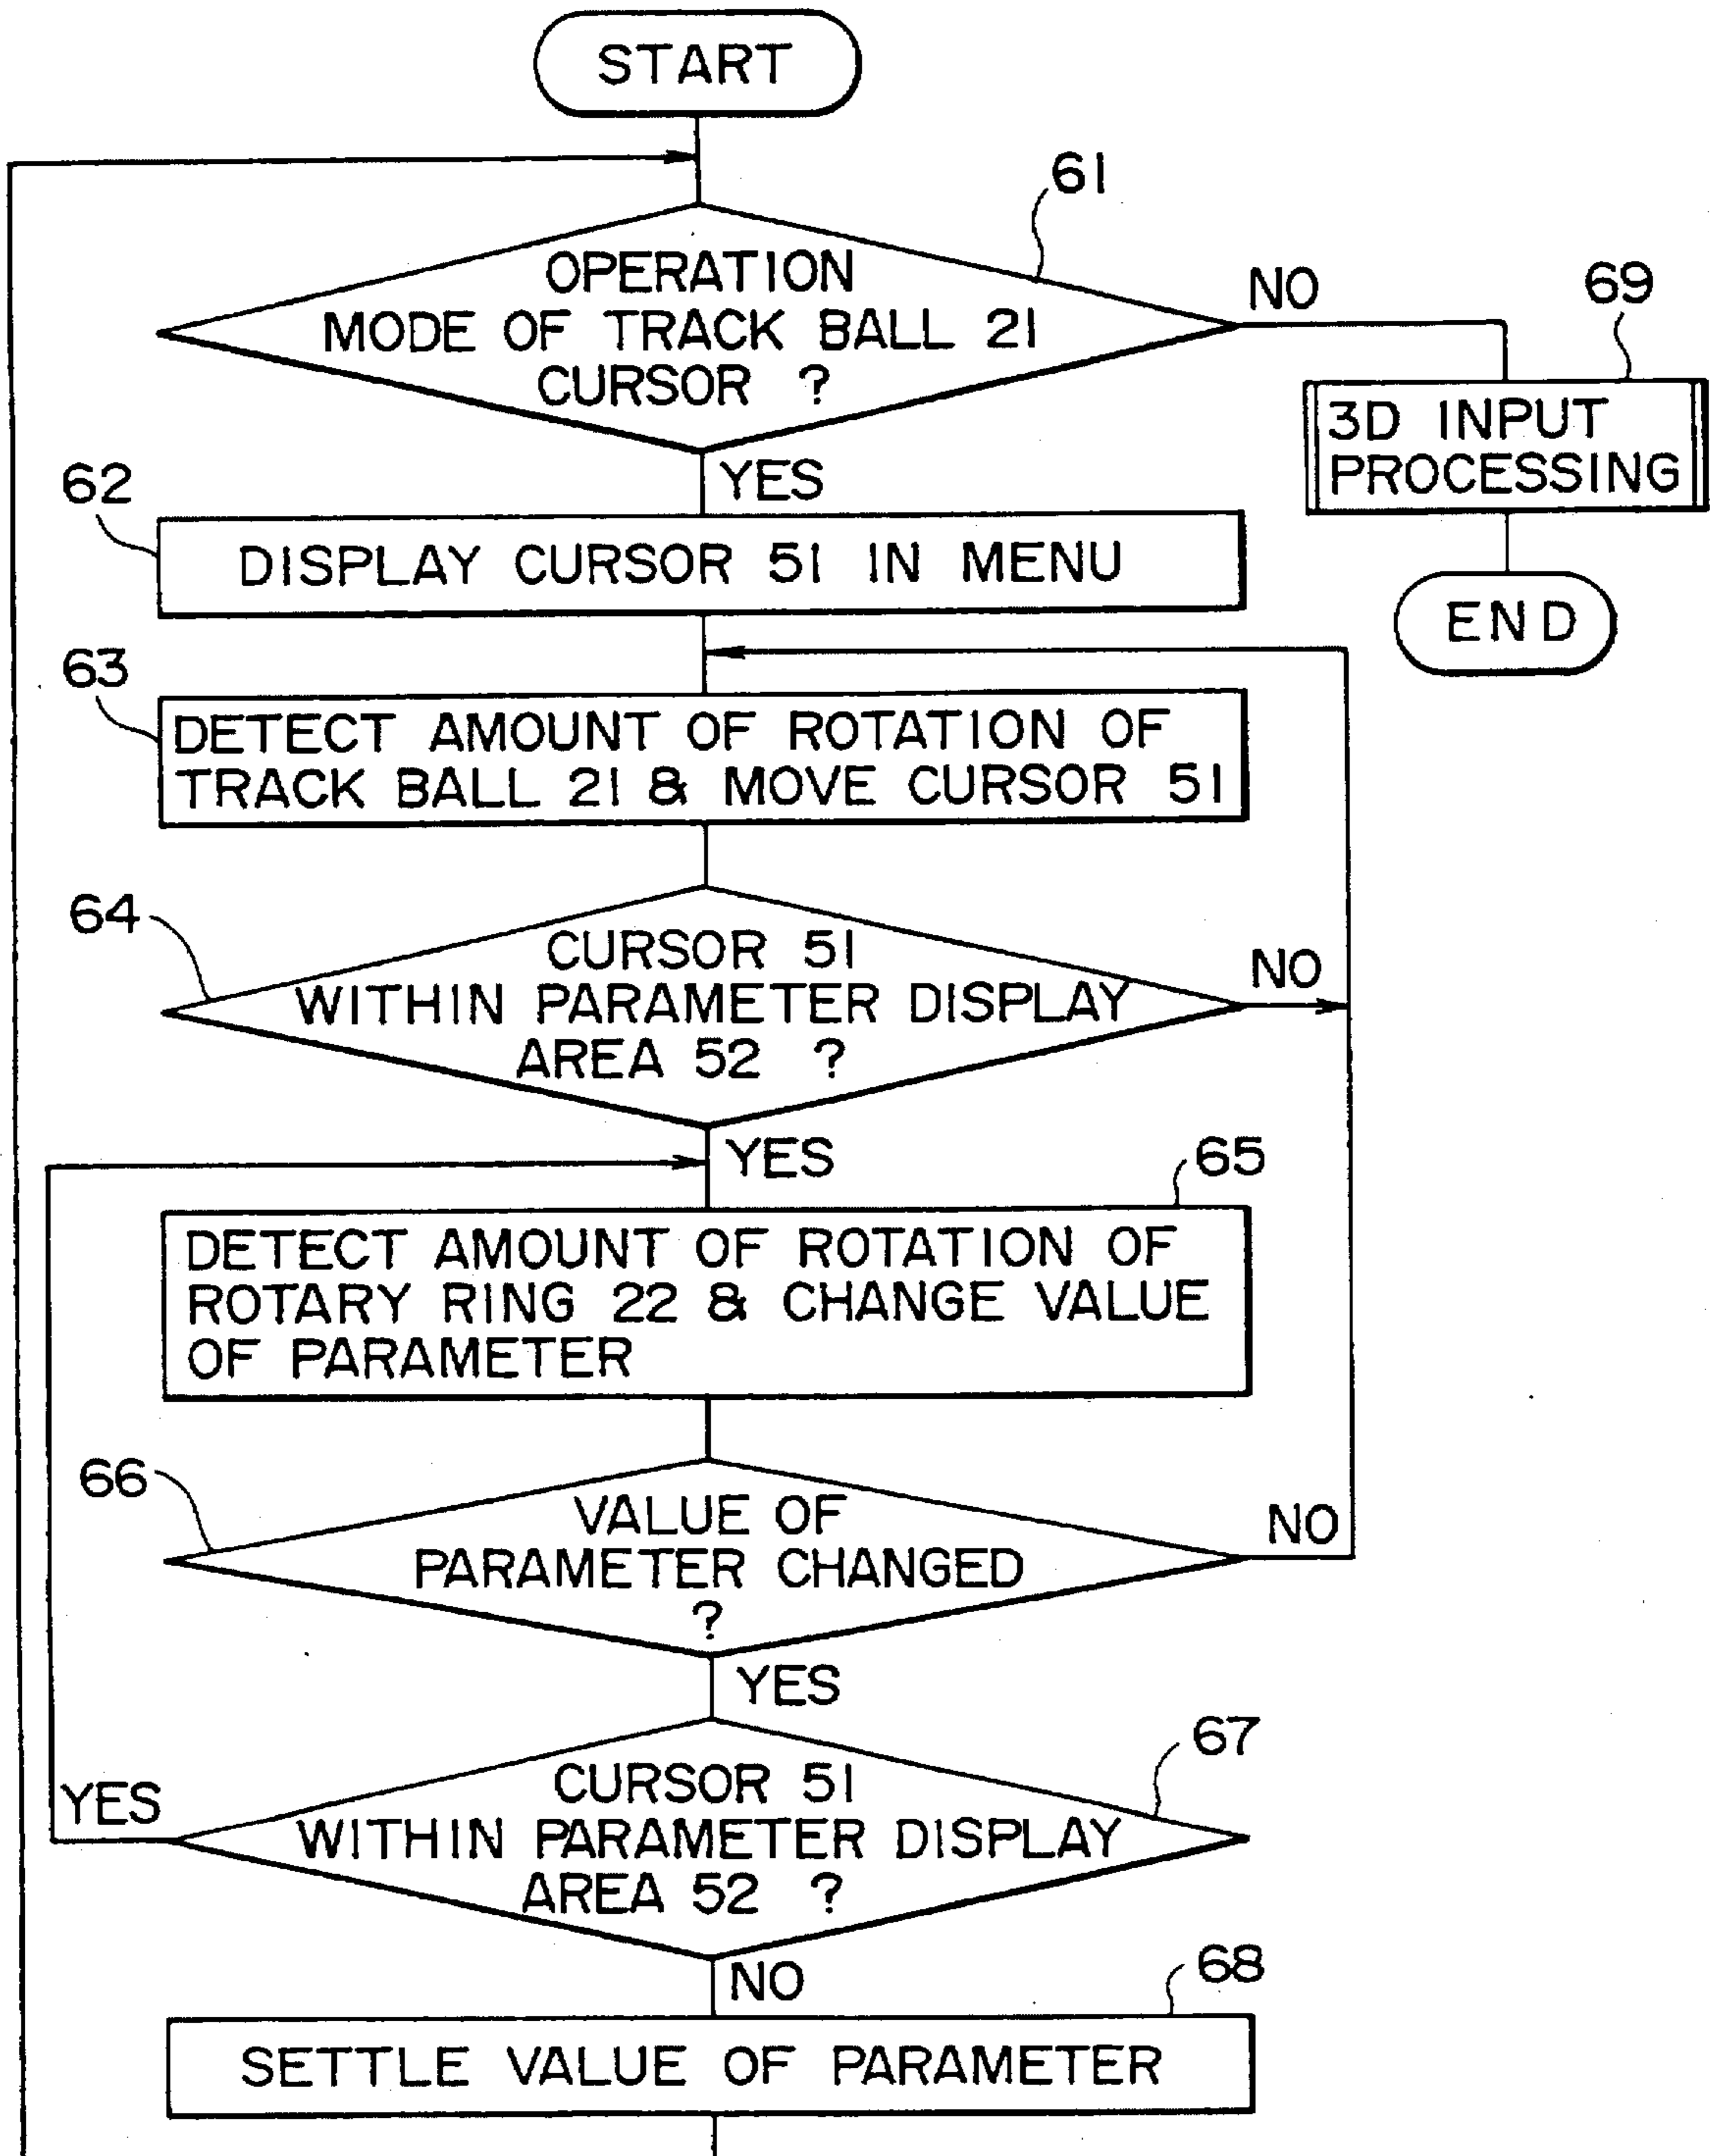 START
61
OPERATION
MODE OF TRACK BALL 21
CURSOR ?
NO
69
3D INPUT
PROCESSING
YES
62
DISPLAY CURSOR 51 IN MENU
END
63
DETECT AMOUNT OF ROTATION OF
TRACK BALL 21 & MOVE CURSOR 51
64
CURSOR 51
WITHIN PARAMETER DISPLAY
AREA 52 ?
NO
YES
65
DETECT AMOUNT OF ROTATION OF
ROTARY RING 22 & CHANGE VALUE
OF PARAMETER
66
VALUE OF
PARAMETER CHANGED
?
NO
YES
67
CURSOR 51
WITHIN PARAMETER DISPLAY
AREA 52 ?
YES
NO
68
SETTLE VALUE OF PARAMETER